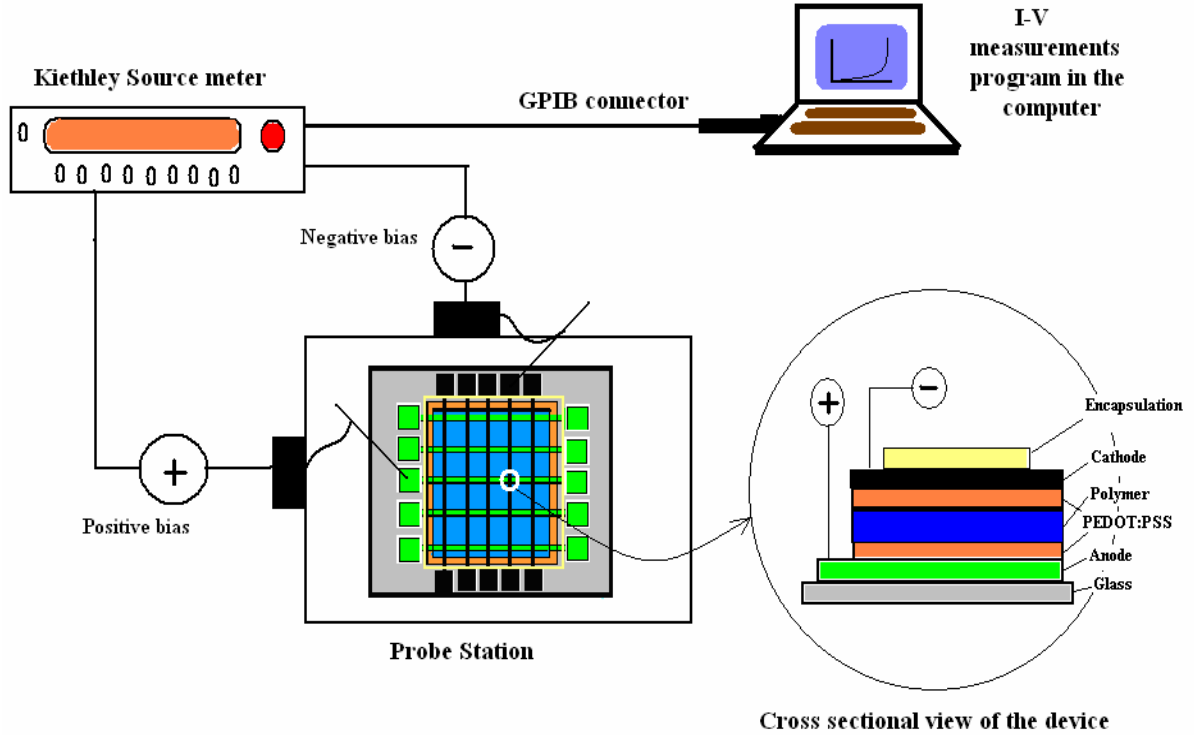 I-V
measurements
program in the
computer
Kiethley Source meter
GPIB connector
Negative bias
Positive bias
Probe Station
Encapsulation
Cathode
Polymer
PEDOT:PSS
Anode
Glass
Cross sectional view of the device